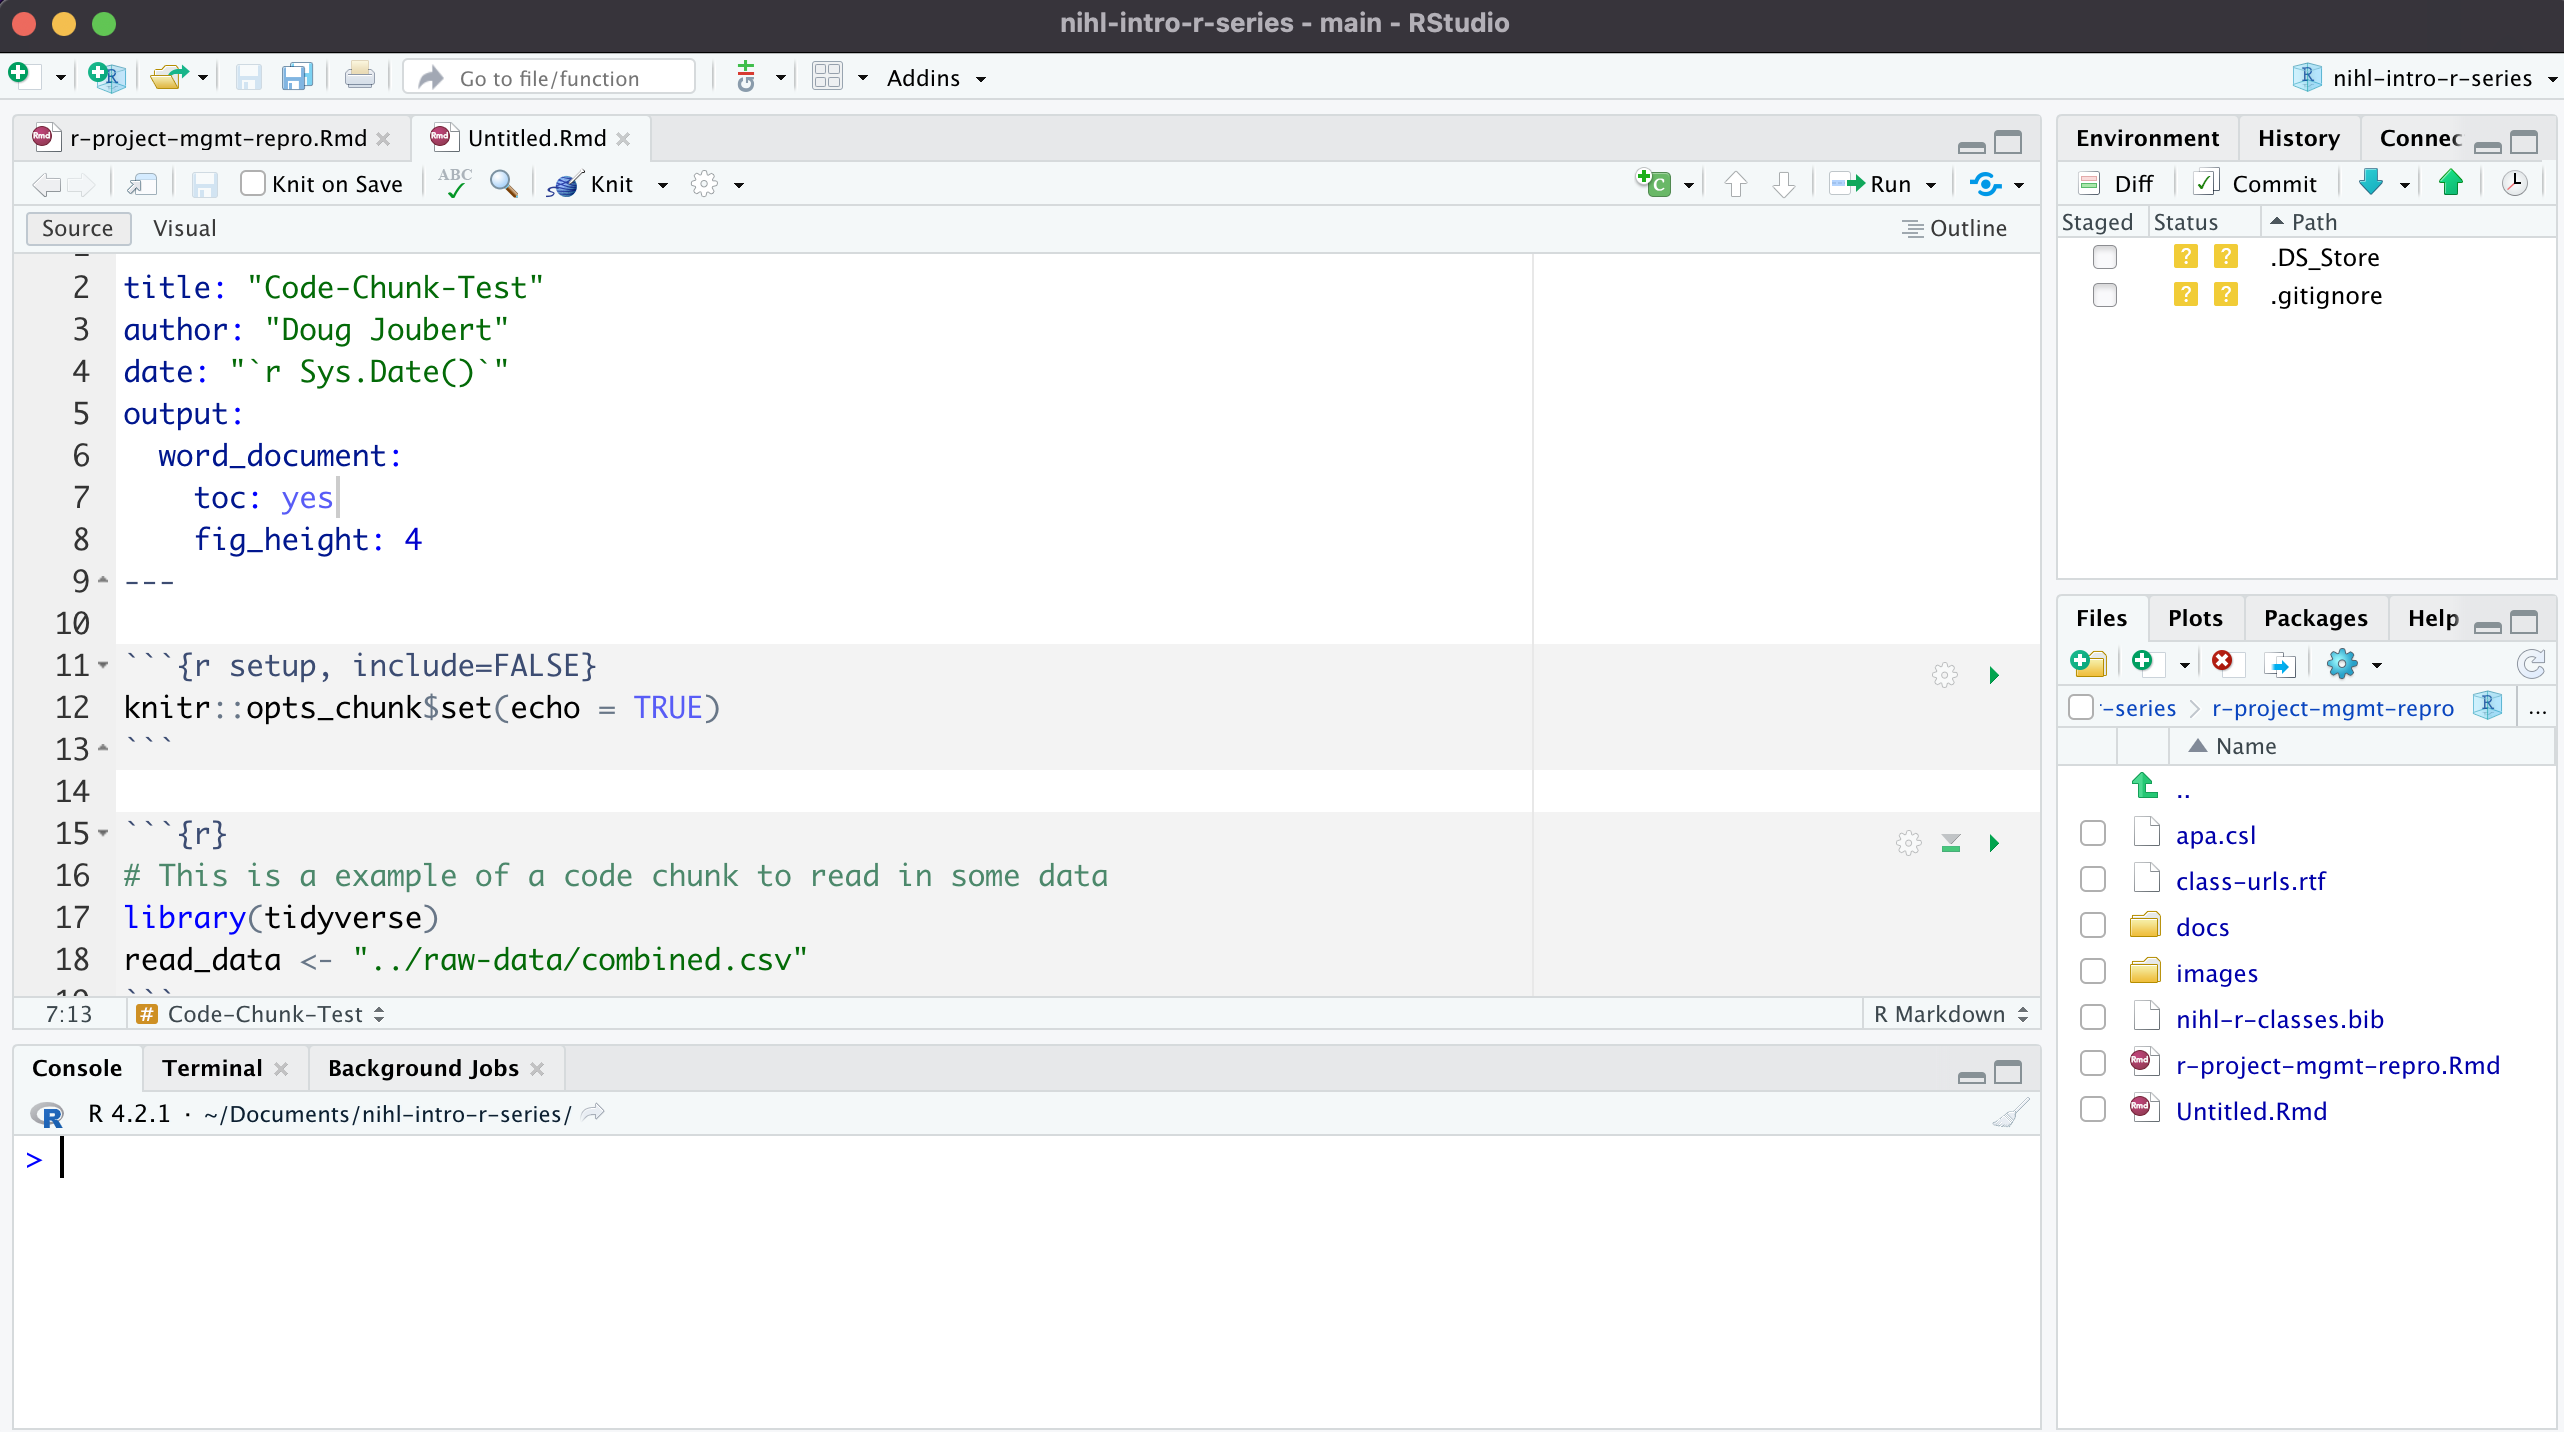 nihl-intro-r-series - main - RStudio
Go to file/function
Addins
nihl-intro-r-series
r-project-mgmt-repro.Rmd
Untitled.Rmd
Knit on Save
ABC
Knit
Run
Source
Visual
Outline
2 title: "Code-Chunk-Test"
3 author: "Doug Joubert"
4 date: "`r Sys.Date()`"
5 output:
6   word_document:
7     toc: yes
8     fig_height: 4
9 ---
10
11 ```{r setup, include=FALSE}
12 knitr::opts_chunk$set(echo = TRUE)
13 ```
14
15 ```{r}
16 # This is a example of a code chunk to read in some data
17 library(tidyverse)
18 read_data <- "../raw-data/combined.csv"
19 ```
7:13
# Code-Chunk-Test
R Markdown
Console
Terminal
Background Jobs
R 4.2.1 · ~/Documents/nihl-intro-r-series/
>
Environment
History
Connec
Diff
Commit
Staged
Status
Path
? ? .DS_Store
? ? .gitignore
Files
Plots
Packages
Help
-series
r-project-mgmt-repro
...
Name
..
apa.csl
class-urls.rtf
docs
images
nihl-r-classes.bib
r-project-mgmt-repro.Rmd
Untitled.Rmd